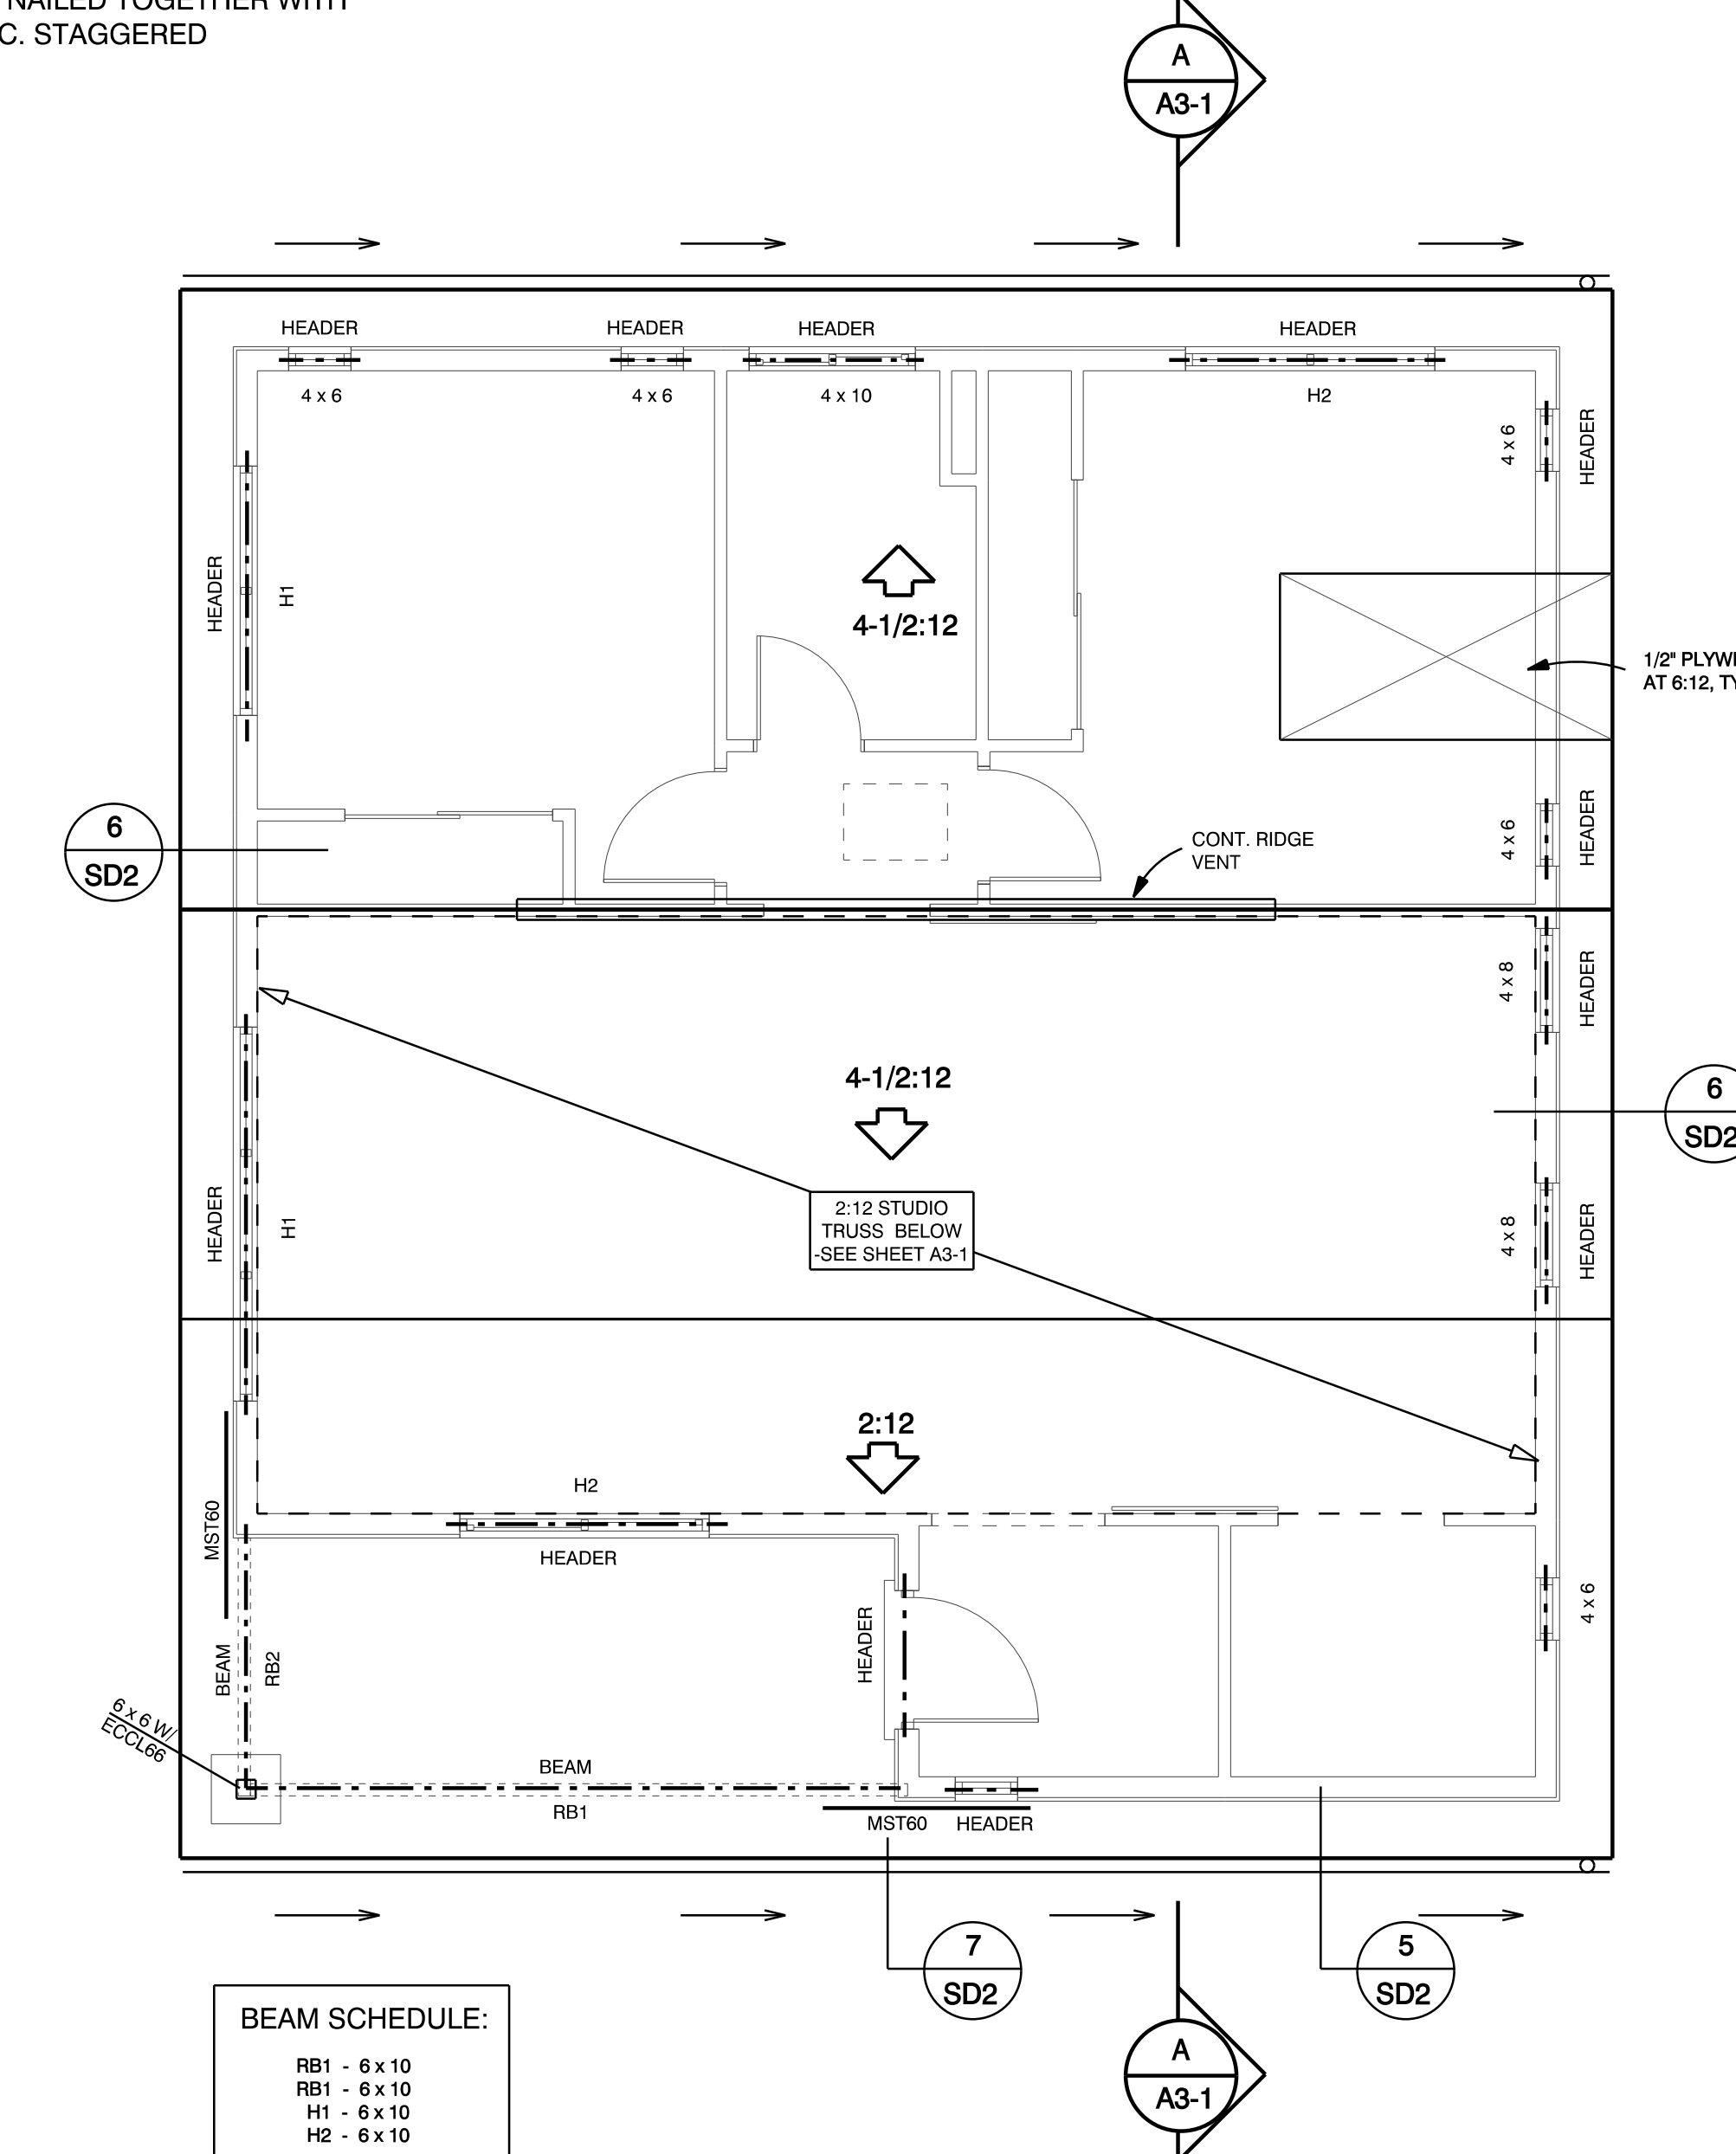 NAILED TOGETHER WITH
C. STAGGERED
A
A3-1
HEADER
HEADER
HEADER
HEADER
4 x 6
4 x 6
4 x 10
H2
4 x 6
HEADER
HEADER
H1
4-1/2:12
1/2" PLYW
AT 6:12, TY
6
SD2
CONT. RIDGE
VENT
4 x 6
HEADER
4 x 8
HEADER
4-1/2:12
6
SD2
HEADER
H1
2:12 STUDIO
TRUSS BELOW
-SEE SHEET A3-1
4 x 8
HEADER
2:12
H2
HEADER
MST60
BEAM
RB2
HEADER
4 x 6
6 x 6 W/
ECCL66
BEAM
RB1
MST60
HEADER
7
SD2
5
SD2
A
A3-1
BEAM SCHEDULE:
RB1 - 6 x 10
RB1 - 6 x 10
H1 - 6 x 10
H2 - 6 x 10